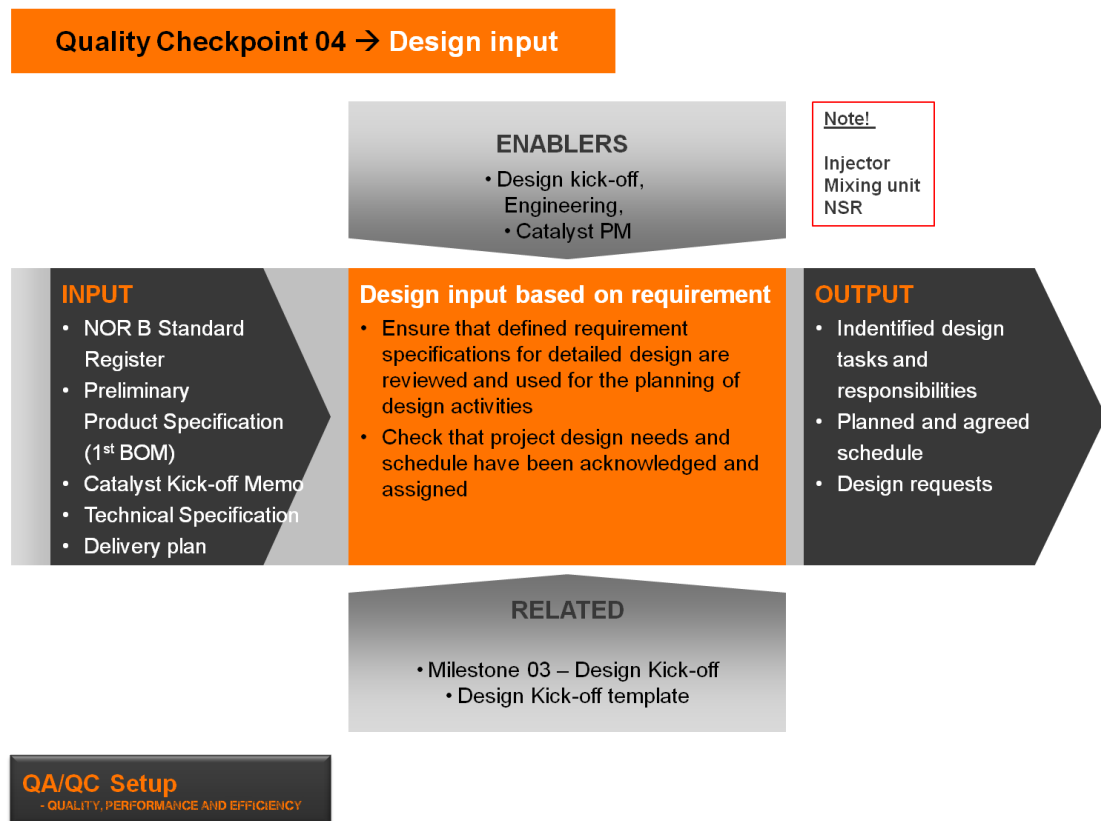 Quality Checkpoint 04 → Design input
ENABLERS
• Design kick-off,
Engineering,
• Catalyst PM
Note!
Injector
Mixing unit
NSR
INPUT
• NOR B Standard
Register
• Preliminary
Product Specification
(1st BOM)
• Catalyst Kick-off Memo
• Technical Specification
• Delivery plan
Design input based on requirement
• Ensure that defined requirement
specifications for detailed design are
reviewed and used for the planning of
design activities
• Check that project design needs and
schedule have been acknowledged and
assigned
OUTPUT
• Indentified design
tasks and
responsibilities
• Planned and agreed
schedule
• Design requests
RELATED
• Milestone 03 – Design Kick-off
• Design Kick-off template
QA/QC Setup
- QUALITY, PERFORMANCE AND EFFICIENCY